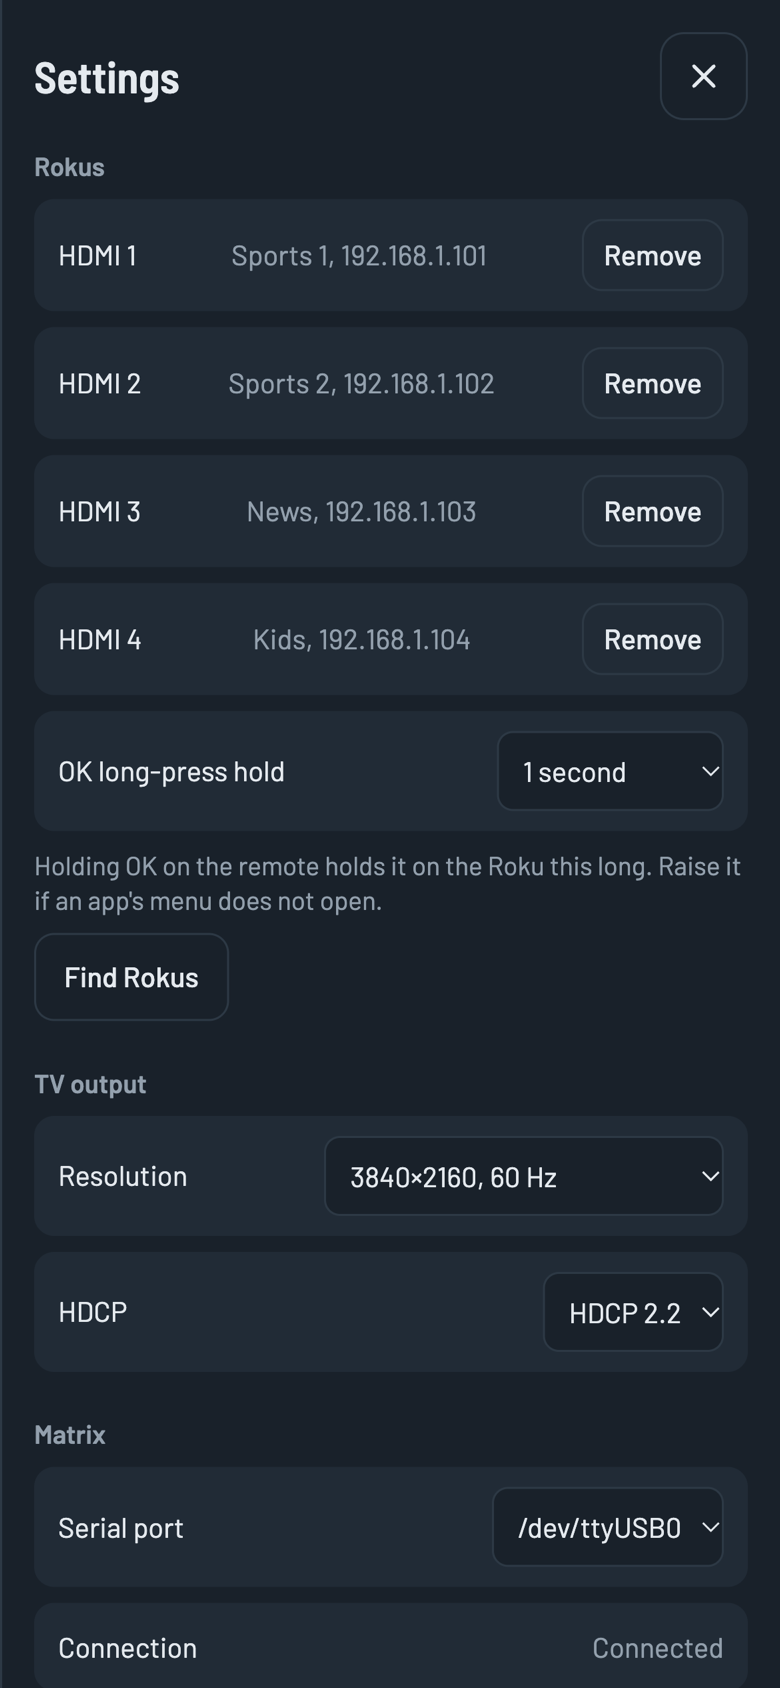 Settings
Rokus
HDMI 1 Sports 1, 192.168.1.101 Remove
HDMI 2 Sports 2, 192.168.1.102 Remove
HDMI 3 News, 192.168.1.103 Remove
HDMI 4 Kids, 192.168.1.104 Remove
OK long-press hold 1 second
Holding OK on the remote holds it on the Roku this long. Raise it
if an app's menu does not open.
Find Rokus
TV output
Resolution 3840×2160, 60 Hz
HDCP HDCP 2.2
Matrix
Serial port /dev/ttyUSB0
Connection Connected